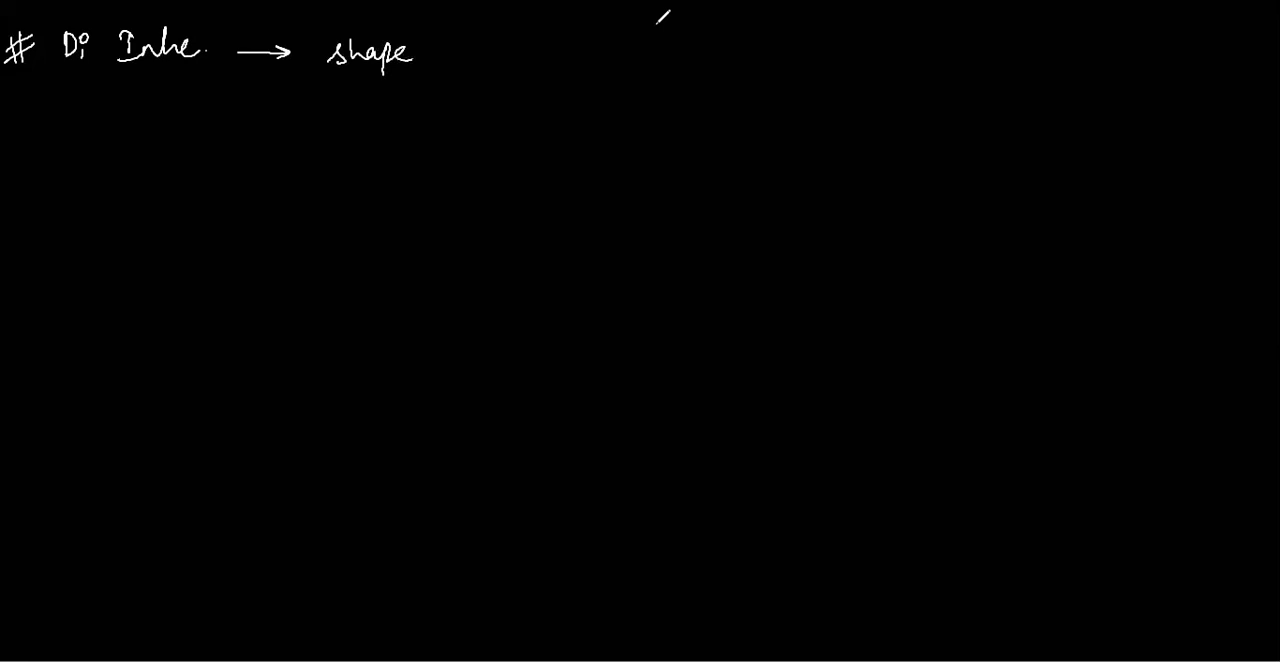 # Di Inhe. → shape